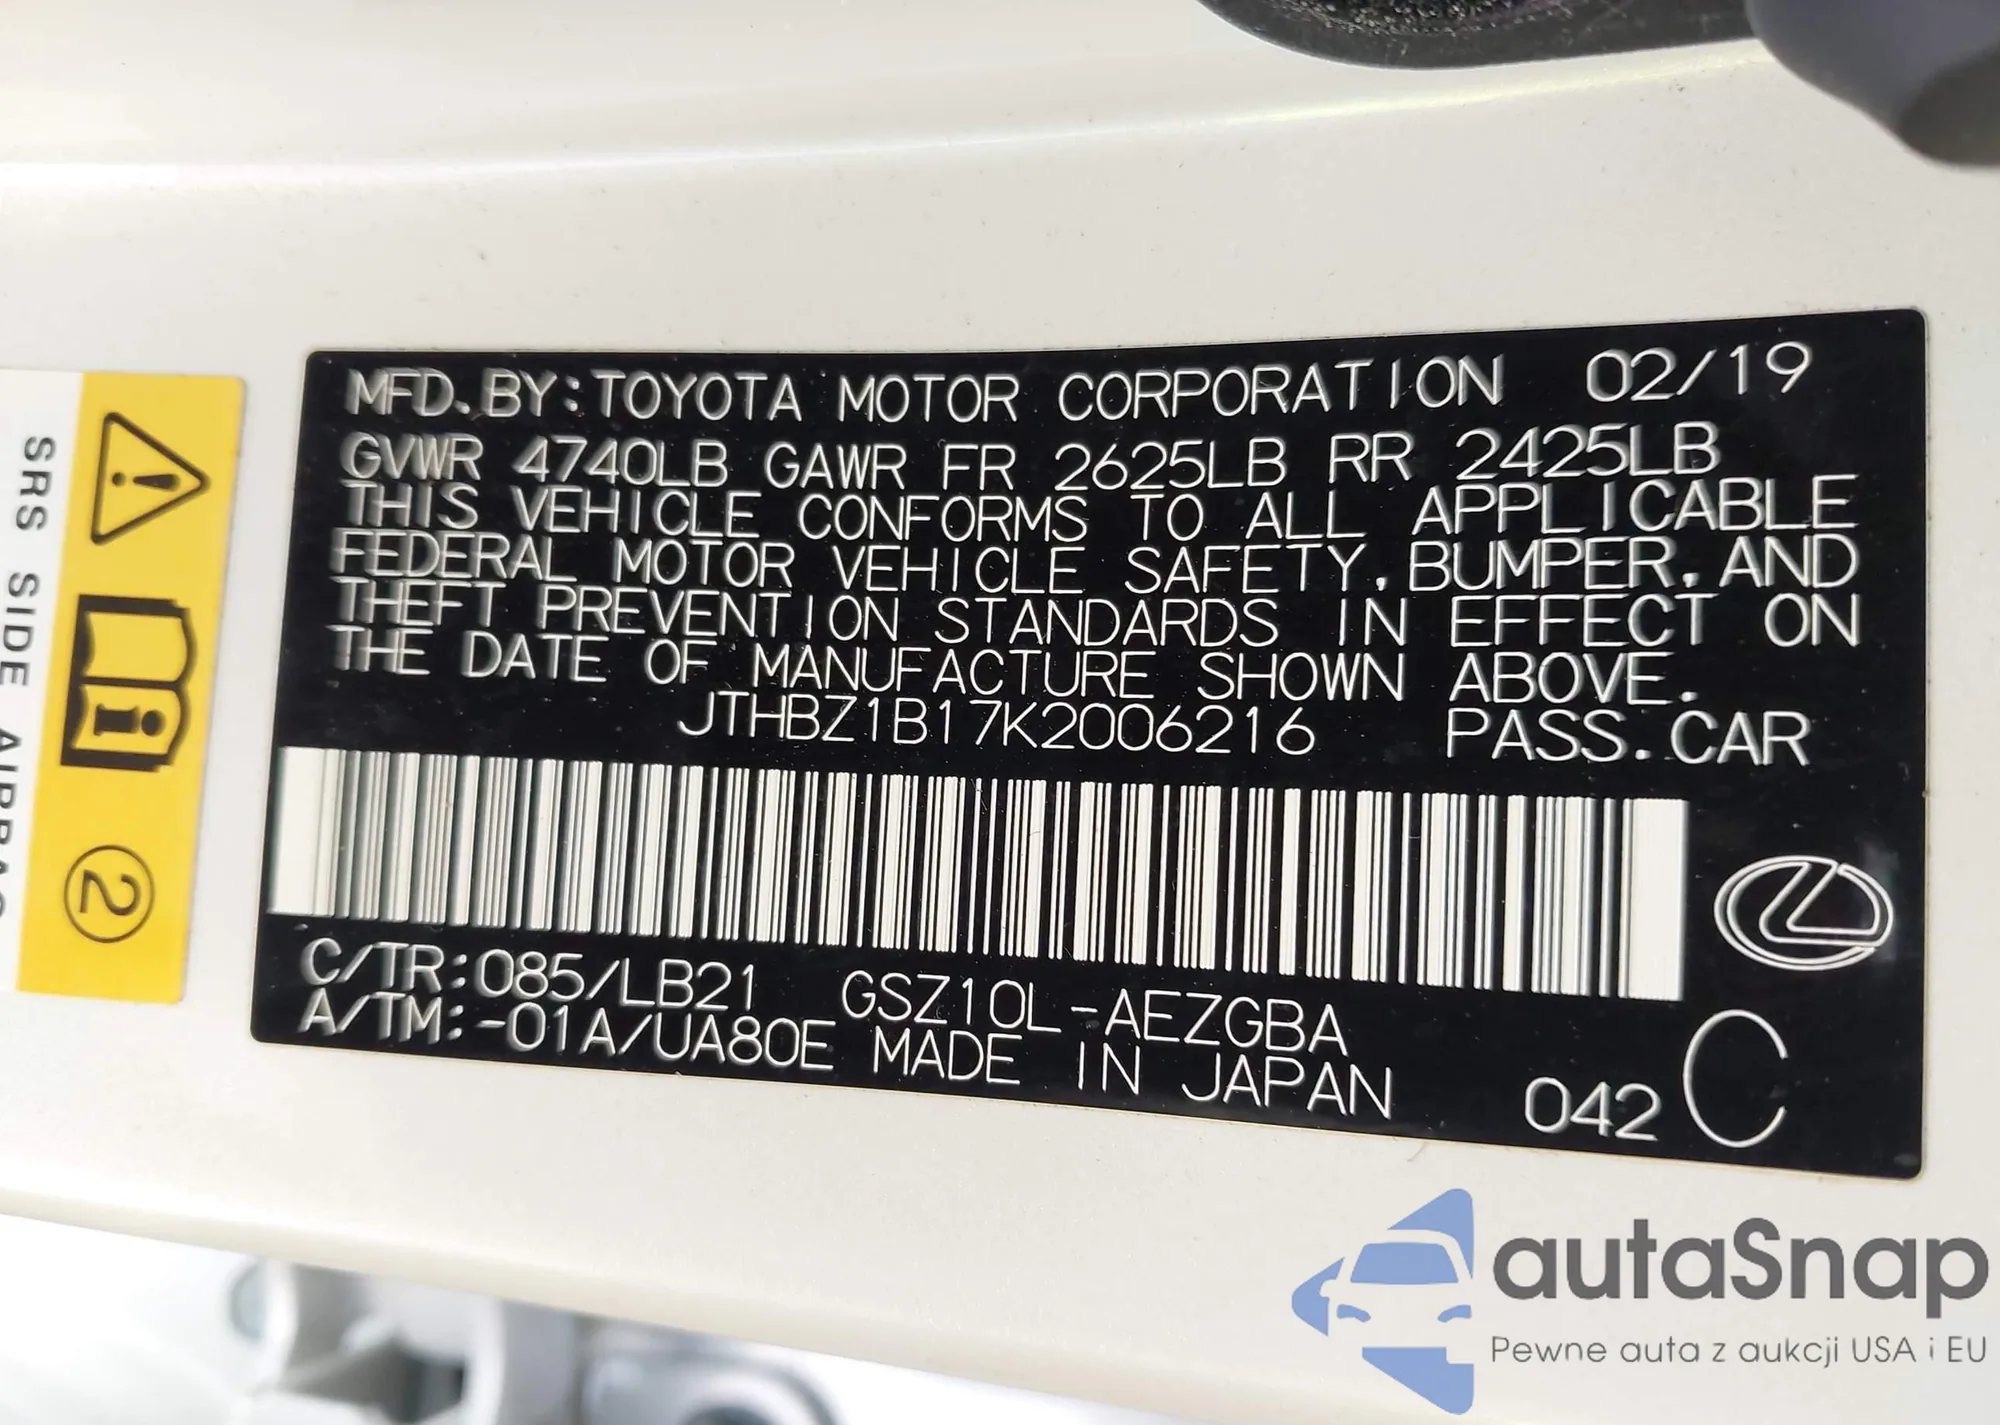 MFD. BY: TOYOTA MOTOR CORPORATION 02/19
GVWR 4740LB GAWR FR 2625LB RR 2425LB
THIS VEHICLE CONFORMS TO ALL APPLICABLE
FEDERAL MOTOR VEHICLE SAFETY, BUMPER, AND
THEFT PREVENTION STANDARDS IN EFFECT ON
THE DATE OF MANUFACTURE SHOWN ABOVE.
JTHBZ1B17K2006216 PASS. CAR
C/TR: 085/LB21 GSZ10L-AEZGBA
A/TM: -01A/UA80E MADE IN JAPAN
042 C
SRS SIDE AIRBAG
2
autaSnap
Pewne auta z aukcji USA i EU